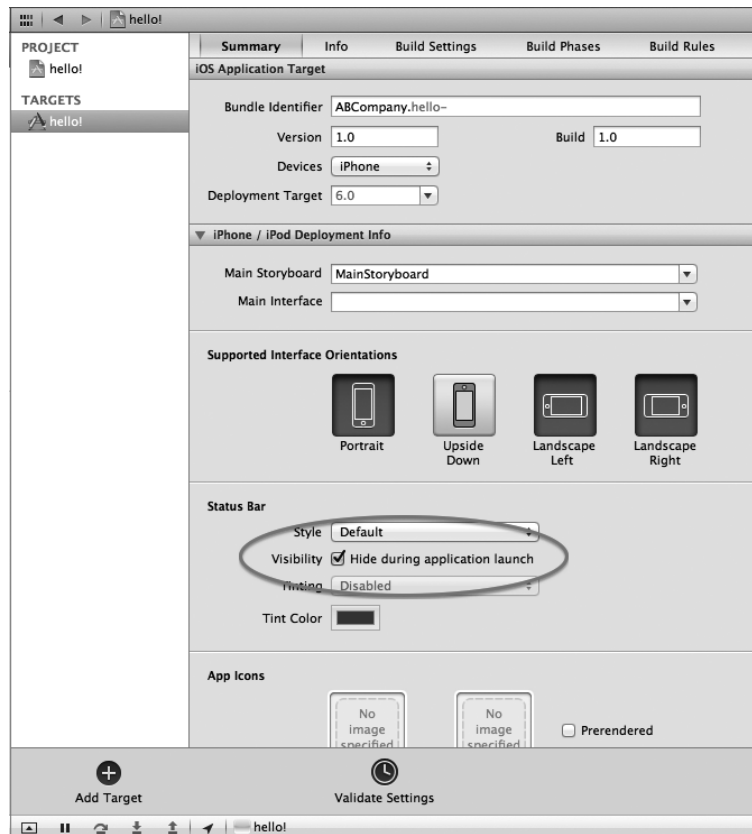 hello!
PROJECT
hello!
TARGETS
hello!
Summary Info Build Settings Build Phases Build Rules
iOS Application Target
Bundle Identifier ABCompany.hello-
Version 1.0 Build 1.0
Devices iPhone
Deployment Target 6.0
iPhone / iPod Deployment Info
Main Storyboard MainStoryboard
Main Interface
Supported Interface Orientations
Portrait
Upside
Down
Landscape
Left
Landscape
Right
Status Bar
Style Default
Visibility Hide during application launch
Tinting Disabled
Tint Color
App Icons
No
image
specified
No
image
specified
Prerendered
Add Target
Validate Settings
hello!